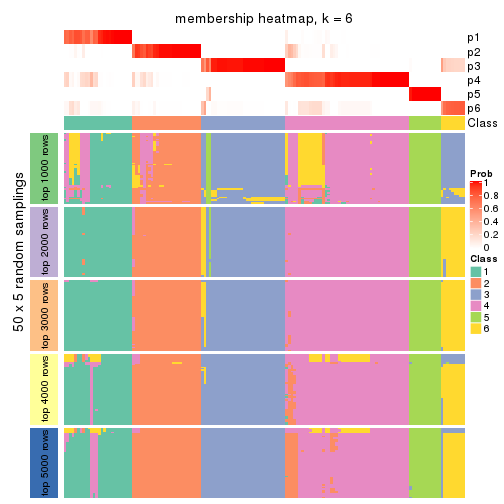 membership heatmap, k = 6
p1
p2
p3
p4
p5
p6
Class
50 x 5 random samplings
top 1000 rows
top 2000 rows
top 3000 rows
top 4000 rows
top 5000 rows
Prob
1
0.8
0.6
0.4
0.2
0
Class
1
2
3
4
5
6